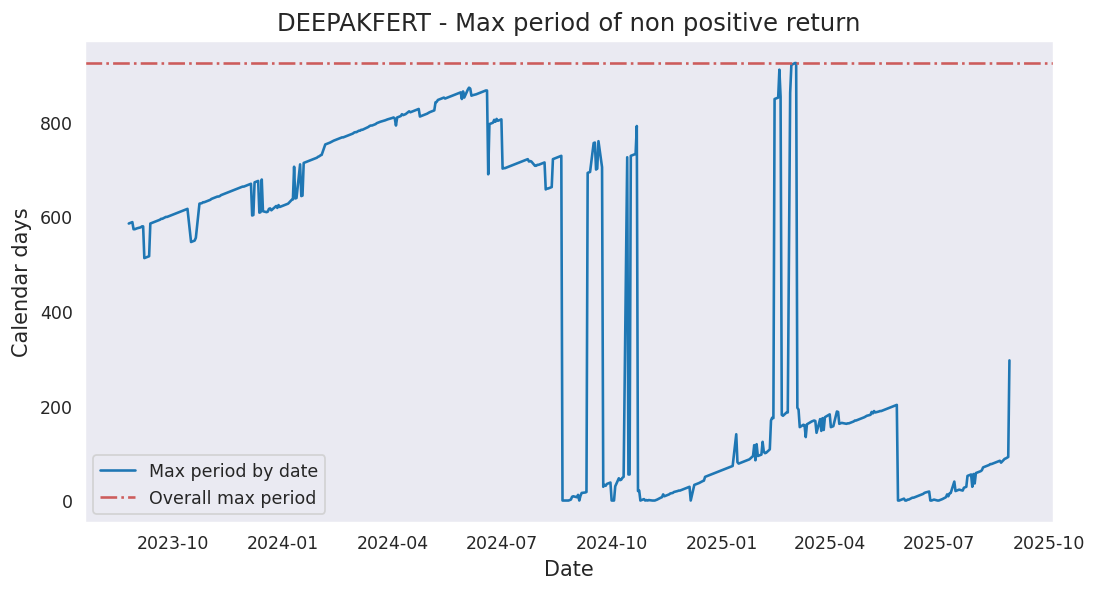 DEEPAKFERT - Max period of non positive return
Calendar days
800
600
400
200
0
Max period by date
Overall max period
2023-10 2024-01 2024-04 2024-07 2024-10 2025-01 2025-04 2025-07 2025-10
Date